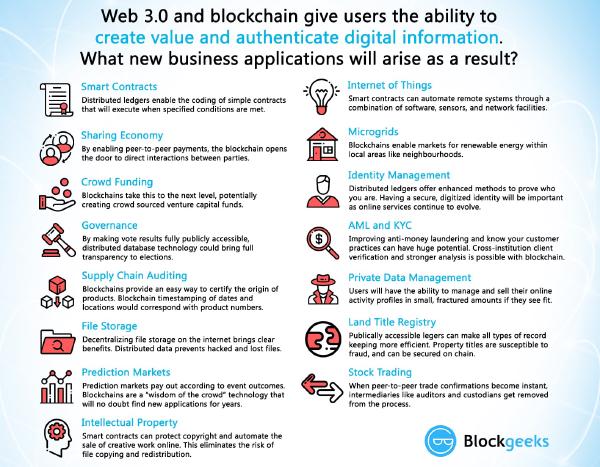 Web 3.0 and blockchain give users the ability to
create value and authenticate digital information.
What new business applications will arise as a result?
Smart Contracts
Distributed ledgers enable the coding of simple contracts
that will execute when specified conditions are met.
Sharing Economy
By enabling peer-to-peer payments, the blockchain opens
the door to direct interactions between parties.
Crowd Funding
Blockchains take this to the next level, potentially
creating crowd sourced venture capital funds.
Governance
By making vote results fully publicly accessible,
distributed database technology could bring full
transparency to elections.
Supply Chain Auditing
Blockchains provide an easy way to certify the origin of
products. Blockchain timestamping of dates and
locations would correspond with product numbers.
File Storage
Decentralizing file storage on the internet brings clear
benefits. Distributed data prevents hacked and lost files.
Prediction Markets
Prediction markets pay out according to event outcomes.
Blockchains are a "wisdom of the crowd" technology that
will no doubt find new applications for years.
Intellectual Property
Smart contracts can protect copyright and automate the
sale of creative work online. This eliminates the risk of
file copying and redistribution.
Internet of Things
Smart contracts can automate remote systems through a
combination of software, sensors, and network facilities.
Microgrids
Blockchains enable markets for renewable energy within
local areas like neighbourhoods.
Identity Management
Distributed ledgers offer enhanced methods to prove who
you are. Having a secure, digitized identity will be important
as online services continue to evolve.
AML and KYC
Improving anti-money laundering and know your customer
practices can have huge potential. Cross-institution client
verification and stronger analysis is possible with blockchain.
Private Data Management
Users will have the ability to manage and sell their online
activity profiles in small, fractured amounts if they see fit.
Land Title Registry
Publically accessible legers can make all types of record
keeping more efficient. Property titles are susceptible to
fraud, and can be secured on chain.
Stock Trading
When peer-to-peer trade confirmations become instant,
intermediaries like auditors and custodians get removed
from the process.
Blockgeeks